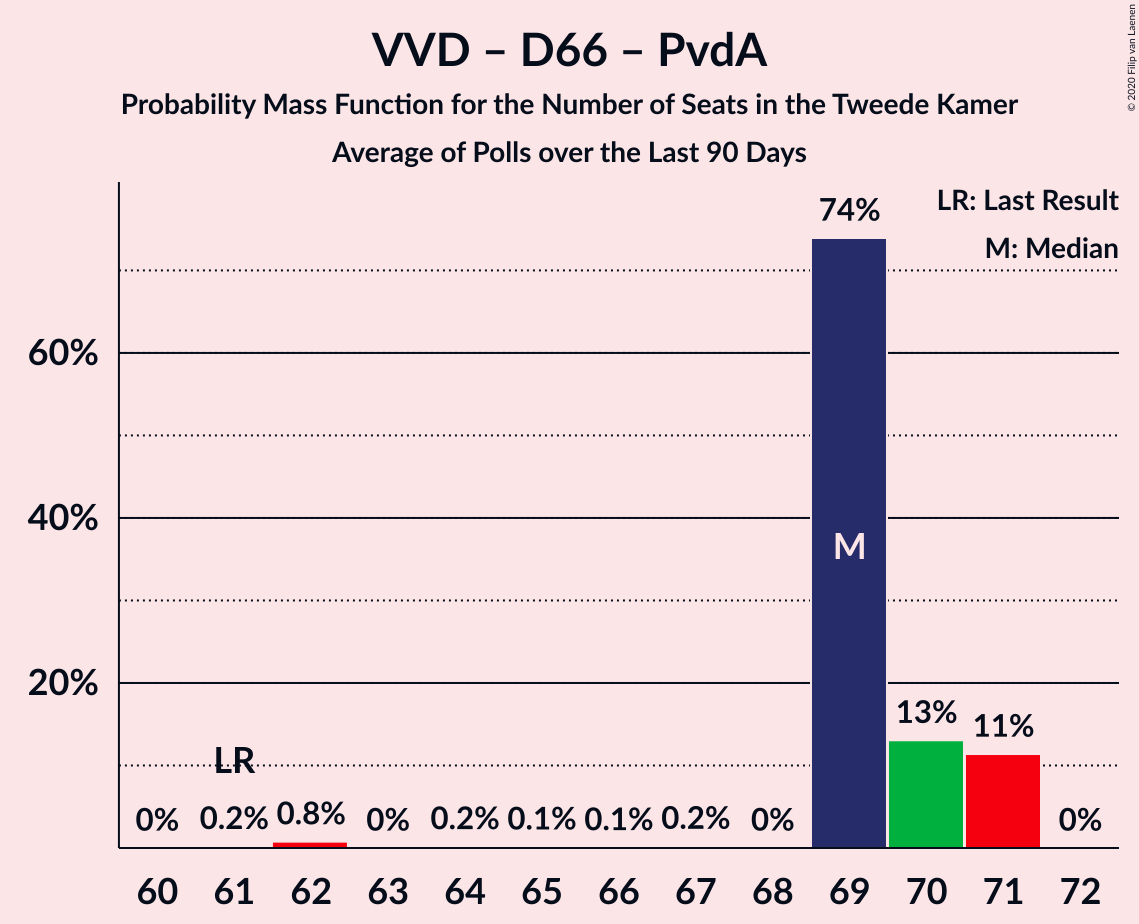 VVD – D66 – PvdA
Probability Mass Function for the Number of Seats in the Tweede Kamer
Average of Polls over the Last 90 Days
© 2020 Filip van Laenen
LR: Last Result
M: Median
60%
40%
20%
0%
0.2%
0.8%
0%
0.2%
0.1%
0.1%
0.2%
0%
74%
13%
11%
0%
LR
M
60 61 62 63 64 65 66 67 68 69 70 71 72